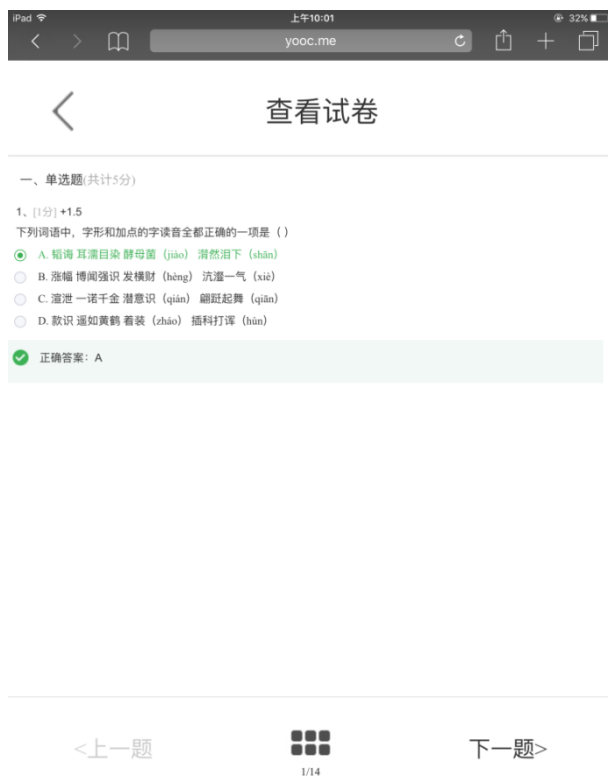 iPad 上午10:01 32%
yooc.me
查看试卷
一、单选题(共计5分)
1、[1分] +1.5
下列词语中，字形和加点的字读音全都正确的一项是（ ）
A. 韬海 耳濡目染 酵母菌（jiào） 潸然泪下（shān）
B. 涨幅 博闻强识 发横财（hèng） 沆瀣一气（xiè）
C. 渲泄 一诺千金 潜意识（qián） 翩跹起舞（qiān）
D. 款识 遥如黄鹤 着装（zháo） 插科打诨（hùn）
正确答案：A
<上一题
1/14
下一题>